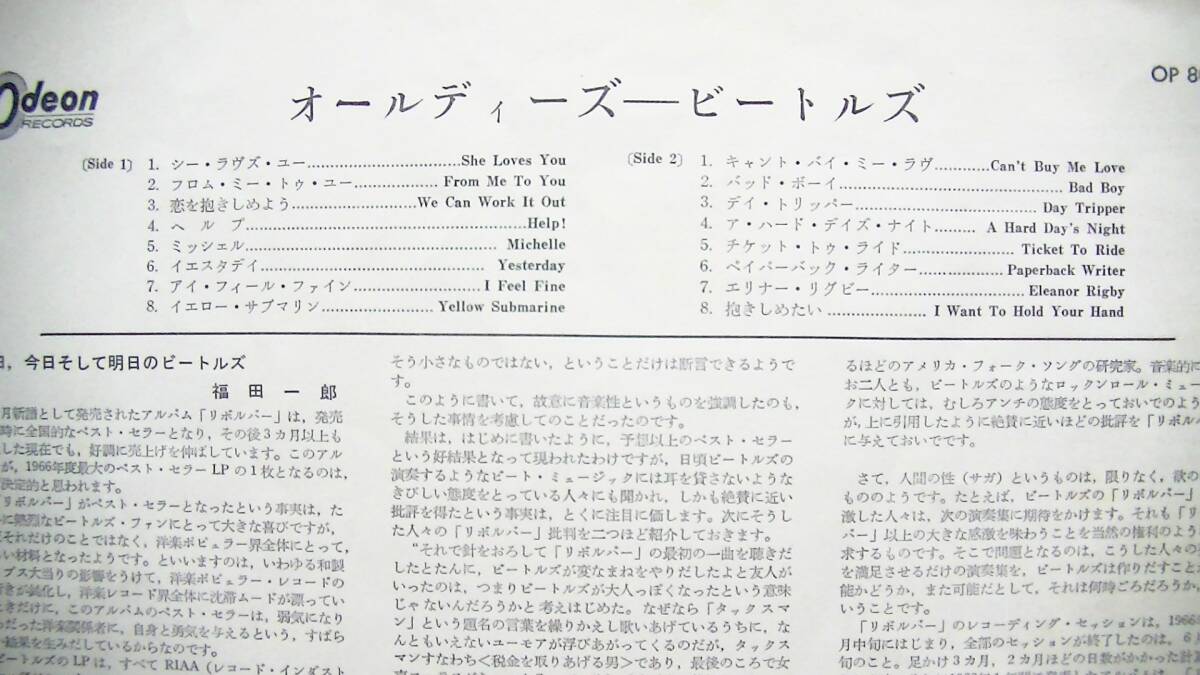 Odeon
RECORDS
オールディーズ―ビートルズ
OP
(Side 1) 1. シー・ラヴズ・ユー She Loves You
2. フロム・ミー・トゥ・ユー From Me To You
3. 恋を抱きしめよう We Can Work It Out
4. ヘルプ Help!
5. ミッシェル Michelle
6. イエスタデイ Yesterday
7. アイ・フィール・ファイン I Feel Fine
8. イエロー・サブマリン Yellow Submarine
(Side 2) 1. キャント・バイ・ミー・ラヴ Can't Buy Me Love
2. バッド・ボーイ Bad Boy
3. デイ・トリッパー Day Tripper
4. ア・ハード・デイズ・ナイト A Hard Day's Night
5. チケット・トゥ・ライド Ticket To Ride
6. ペイパーバック・ライター Paperback Writer
7. エリナー・リグビー Eleanor Rigby
8. 抱きしめたい I Want To Hold Your Hand
日，今日そして明日のビートルズ
福田一郎
月新譜として発売されたアルバム「リボルバー」は，発売
時に全国的なベスト・セラーとなり，その後3カ月以上も
した現在でも，好調に売上げを伸ばしています。このアル
が，1966年度最大のベスト・セラーLPの1枚となるのは，
決定的と思われます。
リボルバー」がベスト・セラーとなったという事実は，た
に熱烈なビートルズ・ファンにとって大きな喜びですが，
それだけのことではなく，洋楽ポピュラー界全体にとって，
い材料となったようです。といいますのは，いわゆる和製
プス大当りの影響をうけて，洋楽ポピュラー・レコードの
行きが鈍化し，洋楽レコード界全体に沈滞ムードが漂ってい
ときだけに，このアルバムのベスト・セラーは，弱気になり
だった洋楽関係者に，自身と勇気を与えるという，すばら
結果を生みだしているからなのです。
ビートルズのLPは，すべてRIAA（レコード・インダスト
そう小さなものではない，ということだけは断言できるようで
す。
このように書いて，故意に音楽性というものを強調したのも，
そうした事情を考慮してのことだったのです。
結果は，はじめに書いたように，予想以上のベスト・セラー
という好結果となって現われたわけですが，日頃ビートルズの
演奏するようなビート・ミュージックには耳を貸さないような
きびしい態度をとっている人々にも聞かれ，しかも絶賛に近い
批評を得たという事実は，とくに注目に価します。次にそうし
た人々の「リボルバー」批判を二つほど紹介しておきます。
“それで針をおろして「リボルバー」の最初の一曲を聴きだ
したとたんに，ビートルズが変なまねをやりだしたよと友人が
いったのは，つまりビートルズが大人っぽくなったという意味
じゃないんだろうかと考えはじめた。なぜなら「タックスマ
ン」という題名の言葉を繰りかえし歌いあげているうちに，な
んともいえないユーモアが浮びあがってくるのだが，タックス
マンすなわち＜税金を取りあげる男＞であり，最後のころで女
るほどのアメリカ・フォーク・ソングの研究家。音楽的に
お二人とも，ビートルズのようなロックンロール・ミュー
クに対しては，むしろアンチの態度をとっておいでのよう
が，上に引用したように絶賛に近いほどの批評を「リボル
に与えておいでです。
さて，人間の性（サガ）というものは，限りなく，欲の
もののようです。たとえば，ビートルズの「リボルバー」
激した人々は，次の演奏集に期待をかけます。それも「リ
バー」以上の大きな感激を味わうことを当然の権利のよう
求するものです。そこで問題となるのは，こうした人々の
を満足させるだけの演奏集を，ビートルズは作りだすこと
能かどうか，また可能だとして，それは何時ごろだろうか
いうことです。
「リボルバー」のレコーディング・セッションは，1966
月中旬にはじまり，全部のセッションが終了したのは，6
旬のこと。足かけ3カ月，2カ月ほどの日数がかかった計